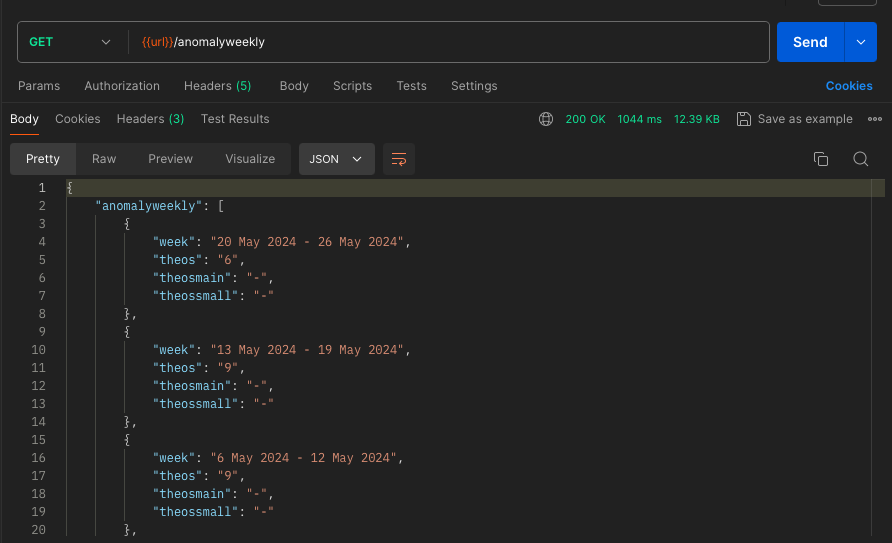 GET {{url}}/anomalyweekly Send
Params Authorization Headers (5) Body Scripts Tests Settings Cookies
Body Cookies Headers (3) Test Results 200 OK 1044 ms 12.39 KB Save as example
Pretty Raw Preview Visualize JSON
1 {
2 "anomalyweekly": [
3 {
4 "week": "20 May 2024 - 26 May 2024",
5 "theos": "6",
6 "theosmain": "-",
7 "theossmall": "-"
8 },
9 {
10 "week": "13 May 2024 - 19 May 2024",
11 "theos": "9",
12 "theosmain": "-",
13 "theossmall": "-"
14 },
15 {
16 "week": "6 May 2024 - 12 May 2024",
17 "theos": "9",
18 "theosmain": "-",
19 "theossmall": "-"
20 },